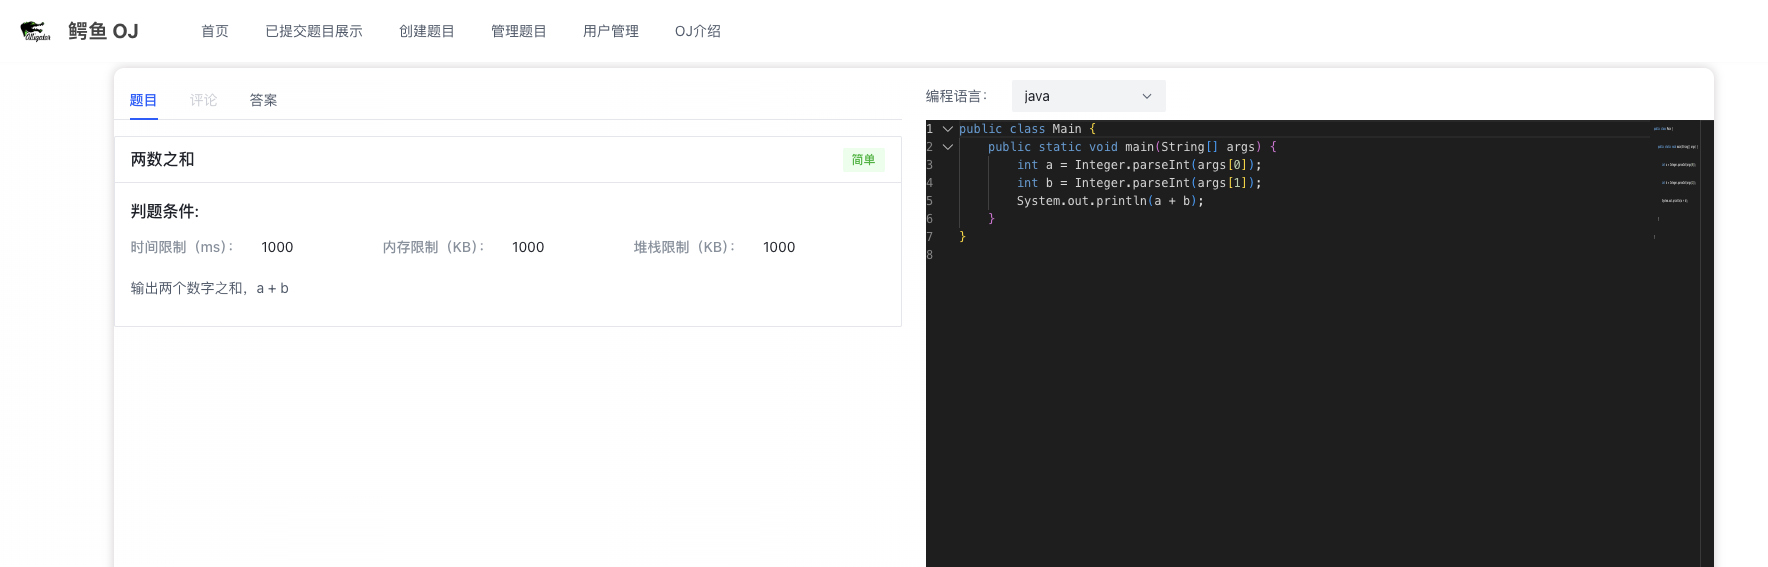 Alligator
鳄鱼 OJ
首页 已提交题目展示 创建题目 管理题目 用户管理 OJ介绍
题目 评论 答案
两数之和 简单
判题条件:
时间限制（ms）： 1000 内存限制（KB）： 1000 堆栈限制（KB）： 1000
输出两个数字之和，a + b
编程语言： java
1 public class Main {
2 public static void main(String[] args) {
3 int a = Integer.parseInt(args[0]);
4 int b = Integer.parseInt(args[1]);
5 System.out.println(a + b);
6 }
7 }
8